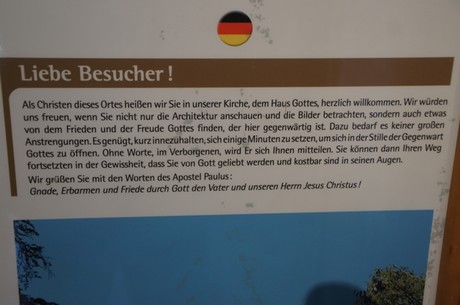 Liebe Besucher !
Als Christen dieses Ortes heißen wir Sie in unserer Kirche, dem Haus Gottes, herzlich willkommen. Wir würden
uns freuen, wenn Sie nicht nur die Architektur anschauen und die Bilder betrachten, sondern auch etwas
von dem Frieden und der Freude Gottes finden, der hier gegenwärtig ist. Dazu bedarf es keiner großen
Anstrengungen. Es genügt, kurz innezuhalten, sich einige Minuten zu setzen, um sich in der Stille der Gegenwart
Gottes zu öffnen. Ohne Worte, im Verborgenen, wird Er sich Ihnen mitteilen. Sie können dann Ihren Weg
fortsetzten in der Gewissheit, dass Sie von Gott geliebt werden und kostbar sind in seinen Augen.
Wir grüßen Sie mit den Worten des Apostel Paulus :
Gnade, Erbarmen und Friede durch Gott den Vater und unseren Herrn Jesus Christus !